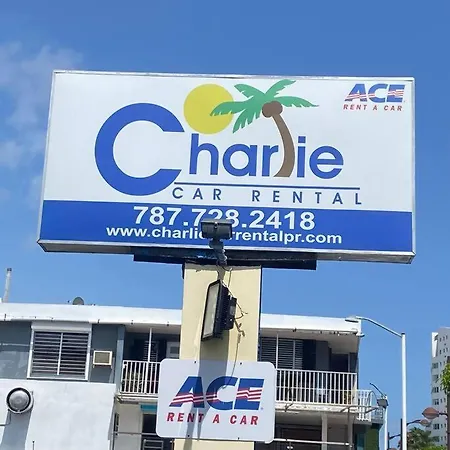 ACE
RENT A CAR
Charlie
CAR RENTAL
787.728.2418
ACE
RENT A CAR